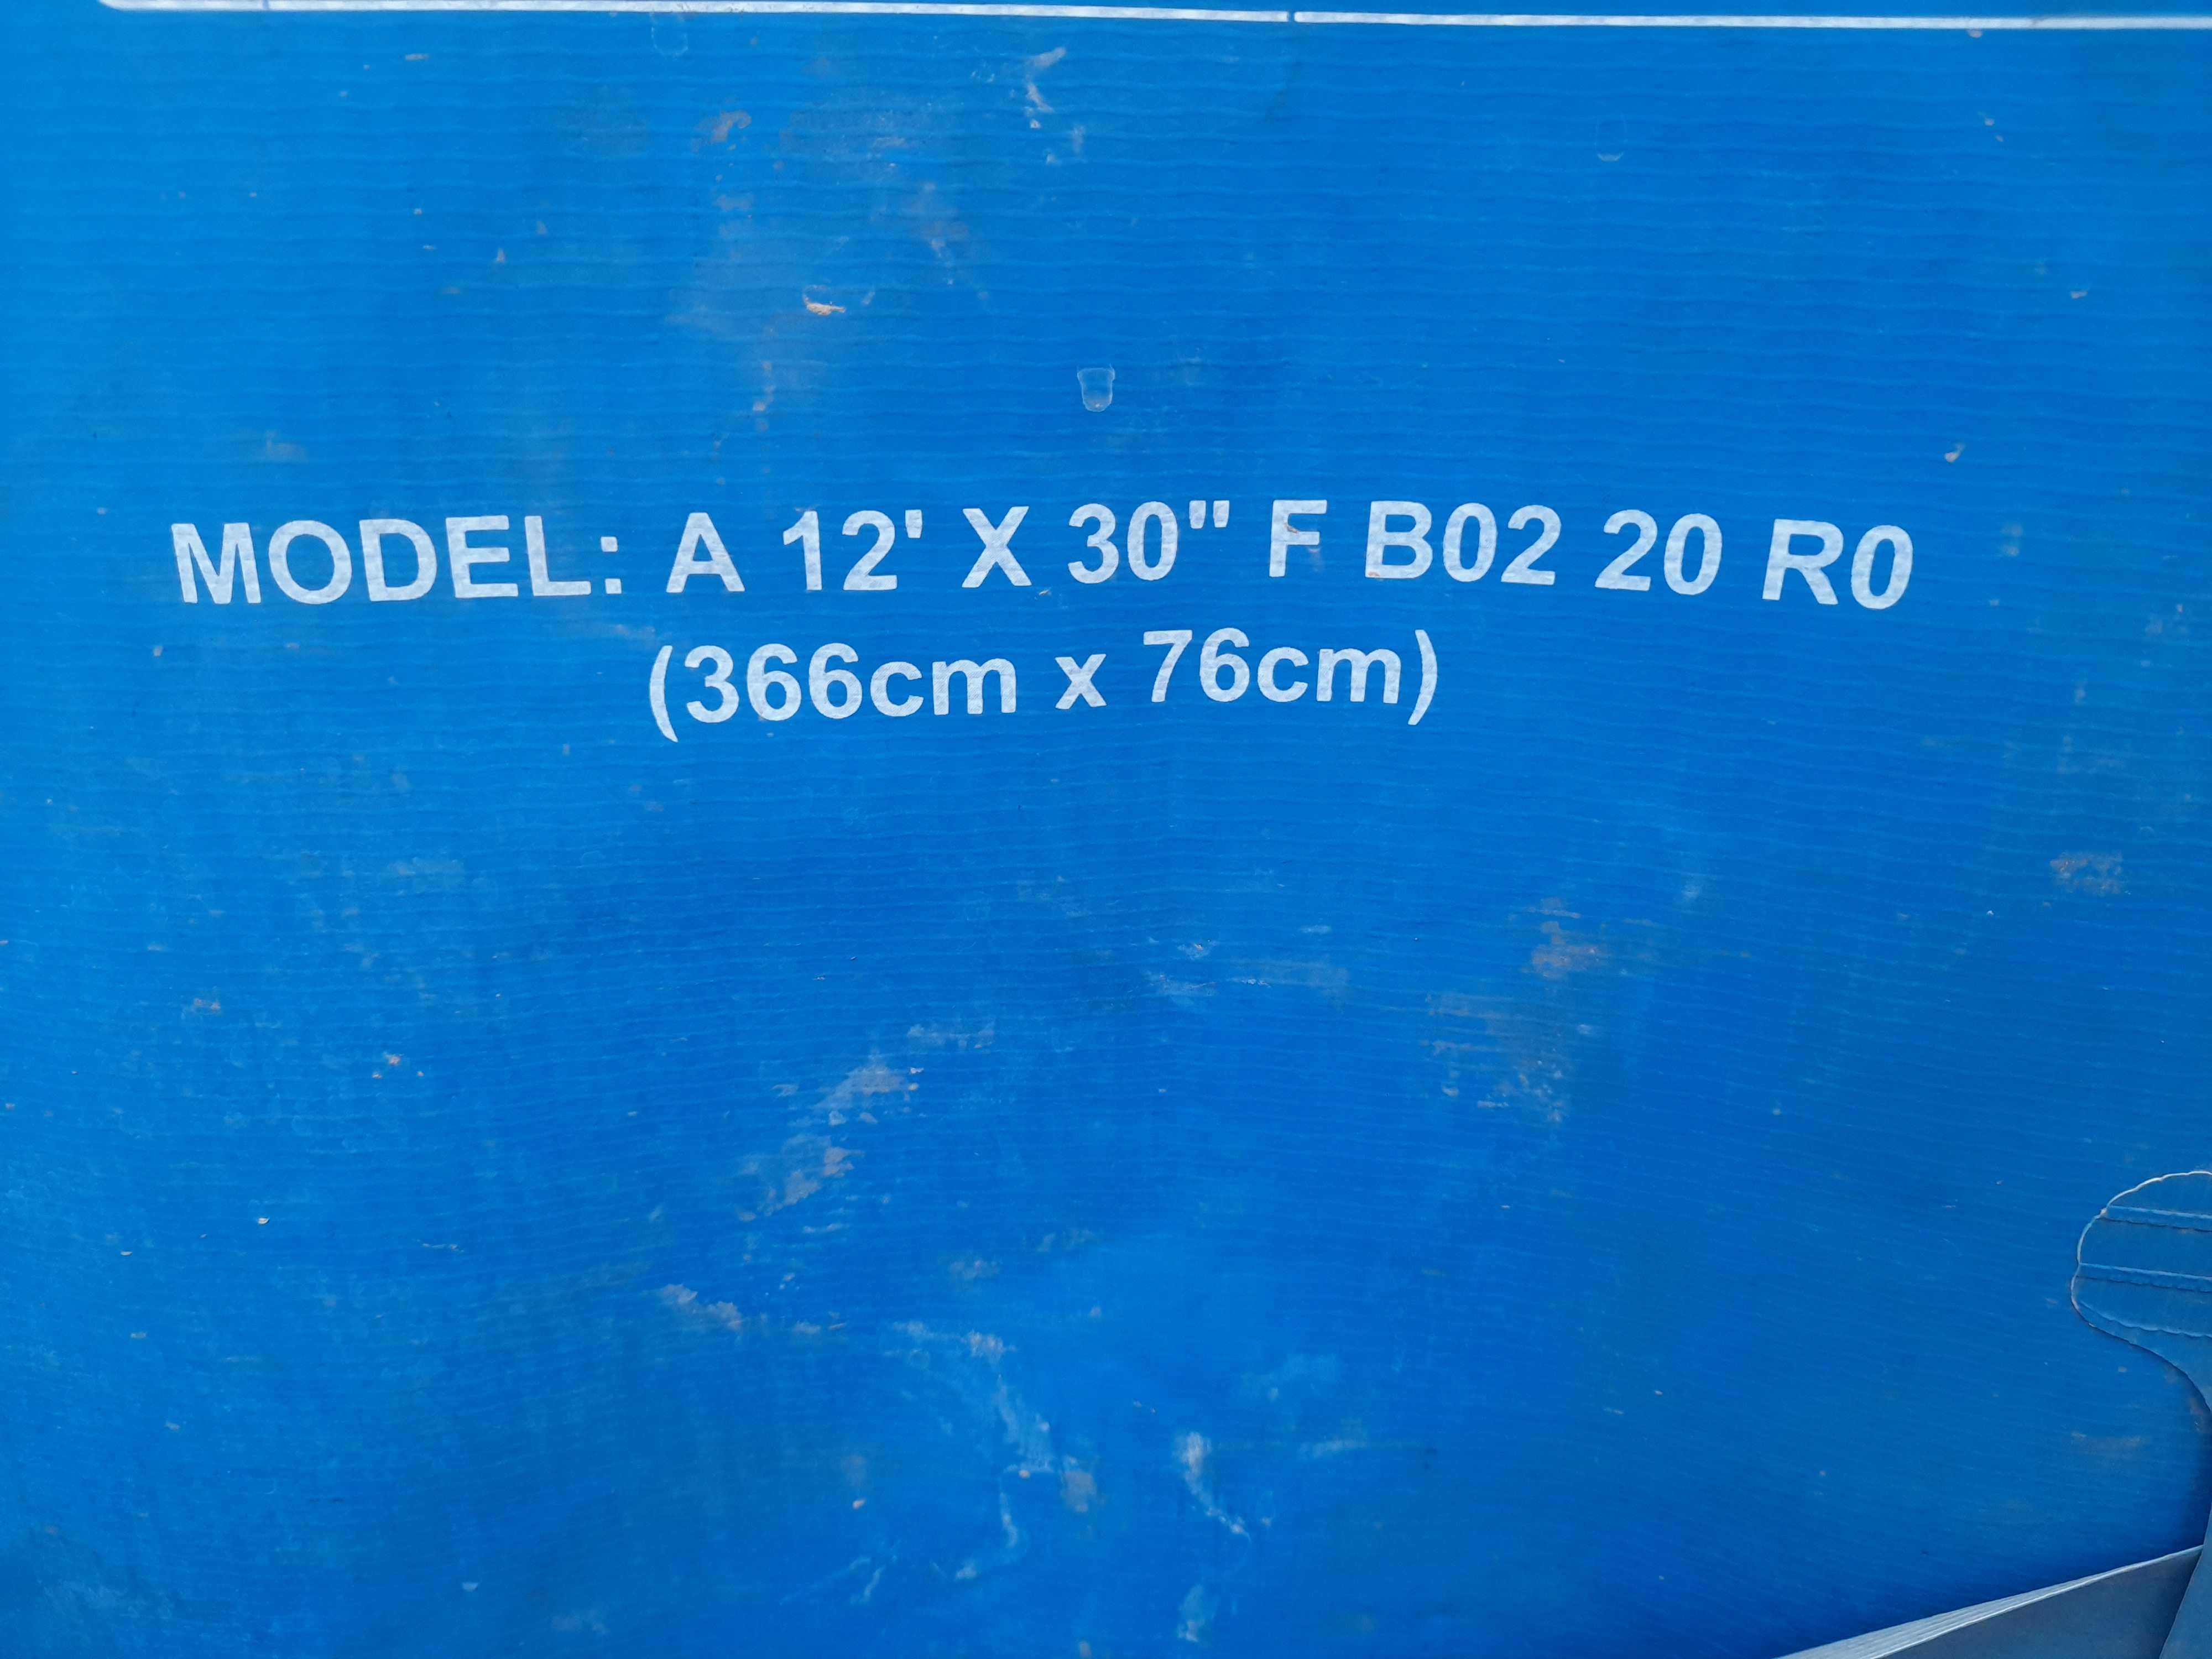 MODEL: A 12' X 30" F B02 20 R0
(366cm x 76cm)